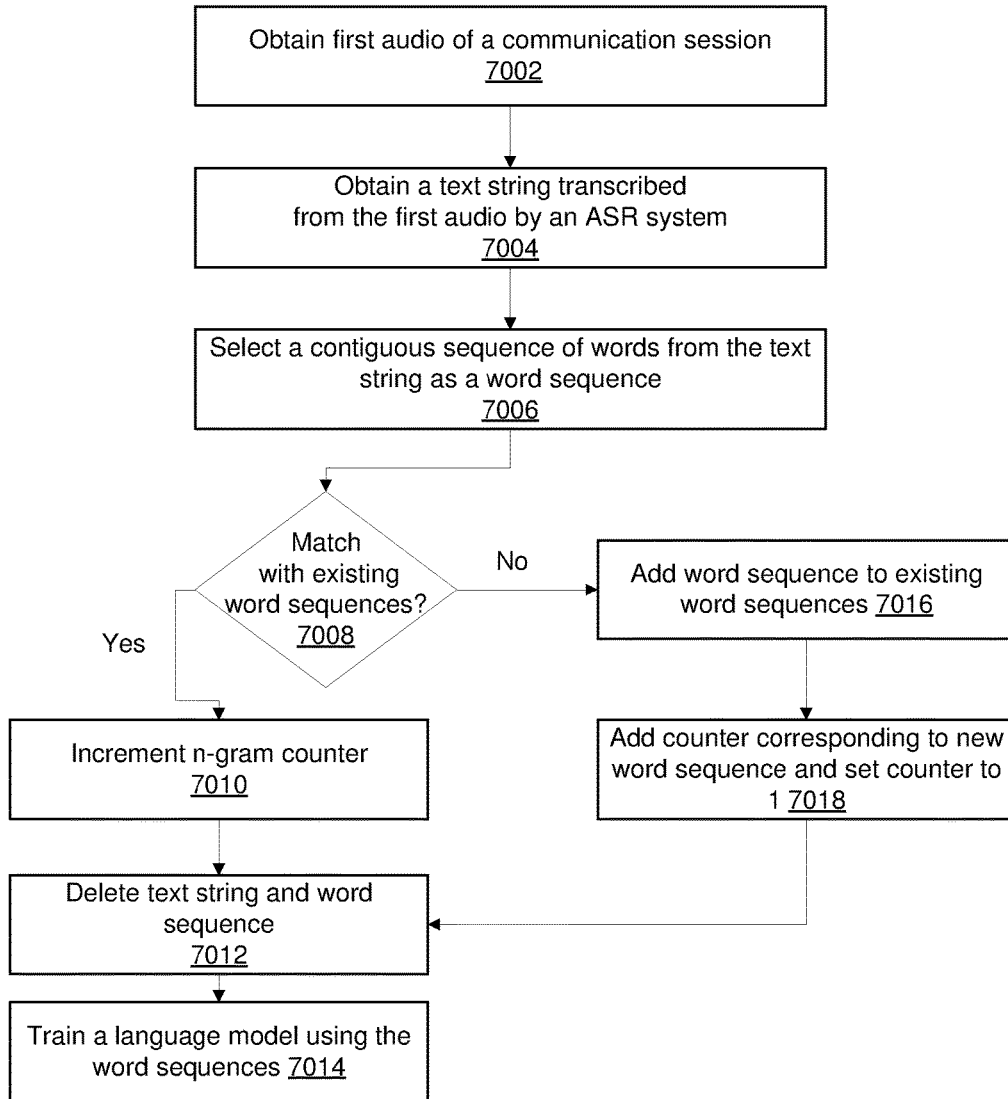 Obtain first audio of a communication session
7002
Obtain a text string transcribed
from the first audio by an ASR system
7004
Select a contiguous sequence of words from the text
string as a word sequence
7006
Match
with existing
word sequences?
7008
No
Add word sequence to existing
word sequences 7016
Yes
Increment n-gram counter
7010
Add counter corresponding to new
word sequence and set counter to
1 7018
Delete text string and word
sequence
7012
Train a language model using the
word sequences 7014